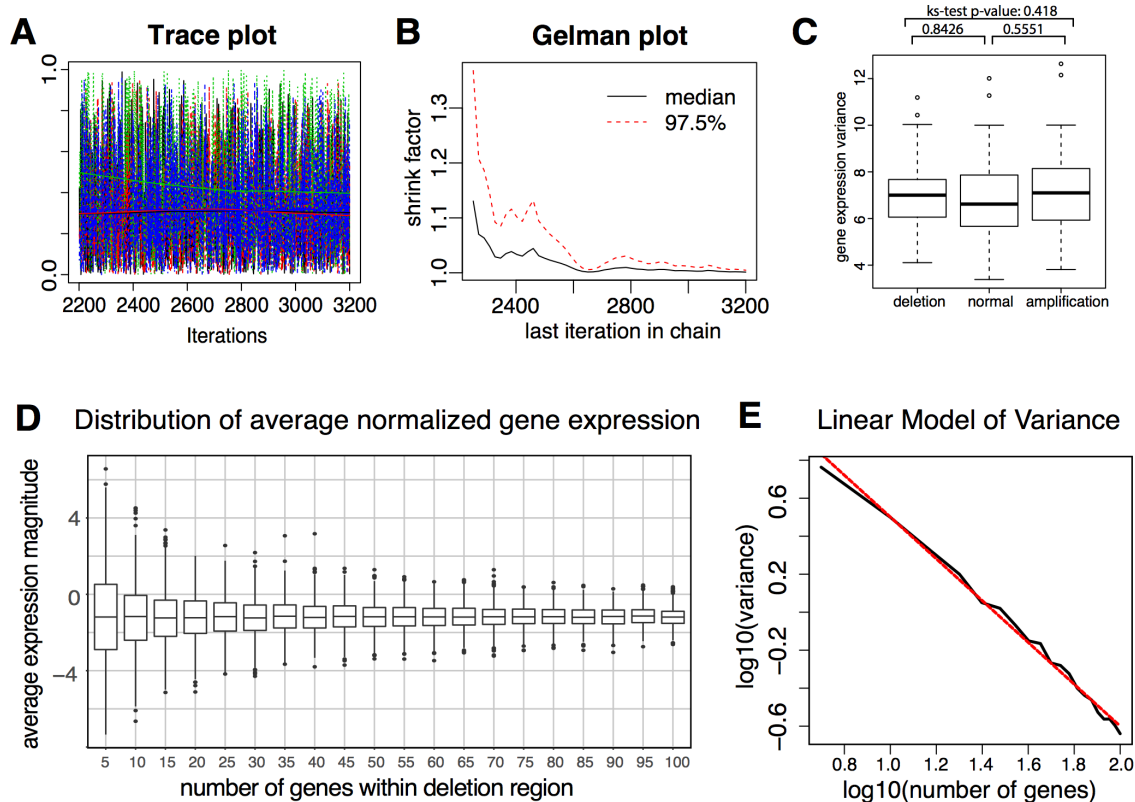 A
Trace plot
1.0
0.0
2200 2400 2600 2800 3000 3200
Iterations
B
Gelman plot
median
97.5%
shrink factor
1.3
1.2
1.1
1.0
2400 2800 3200
last iteration in chain
ks-test p-value: 0.418
C
0.8426 0.5551
gene expression variance
12
10
8
6
4
deletion normal amplification
D
Distribution of average normalized gene expression
average expression magnitude
4
0
−4
5 10 15 20 25 30 35 40 45 50 55 60 65 70 75 80 85 90 95 100
number of genes within deletion region
E
Linear Model of Variance
log10(variance)
0.6
0.2
−0.2
−0.6
0.8 1.0 1.2 1.4 1.6 1.8 2.0
log10(number of genes)